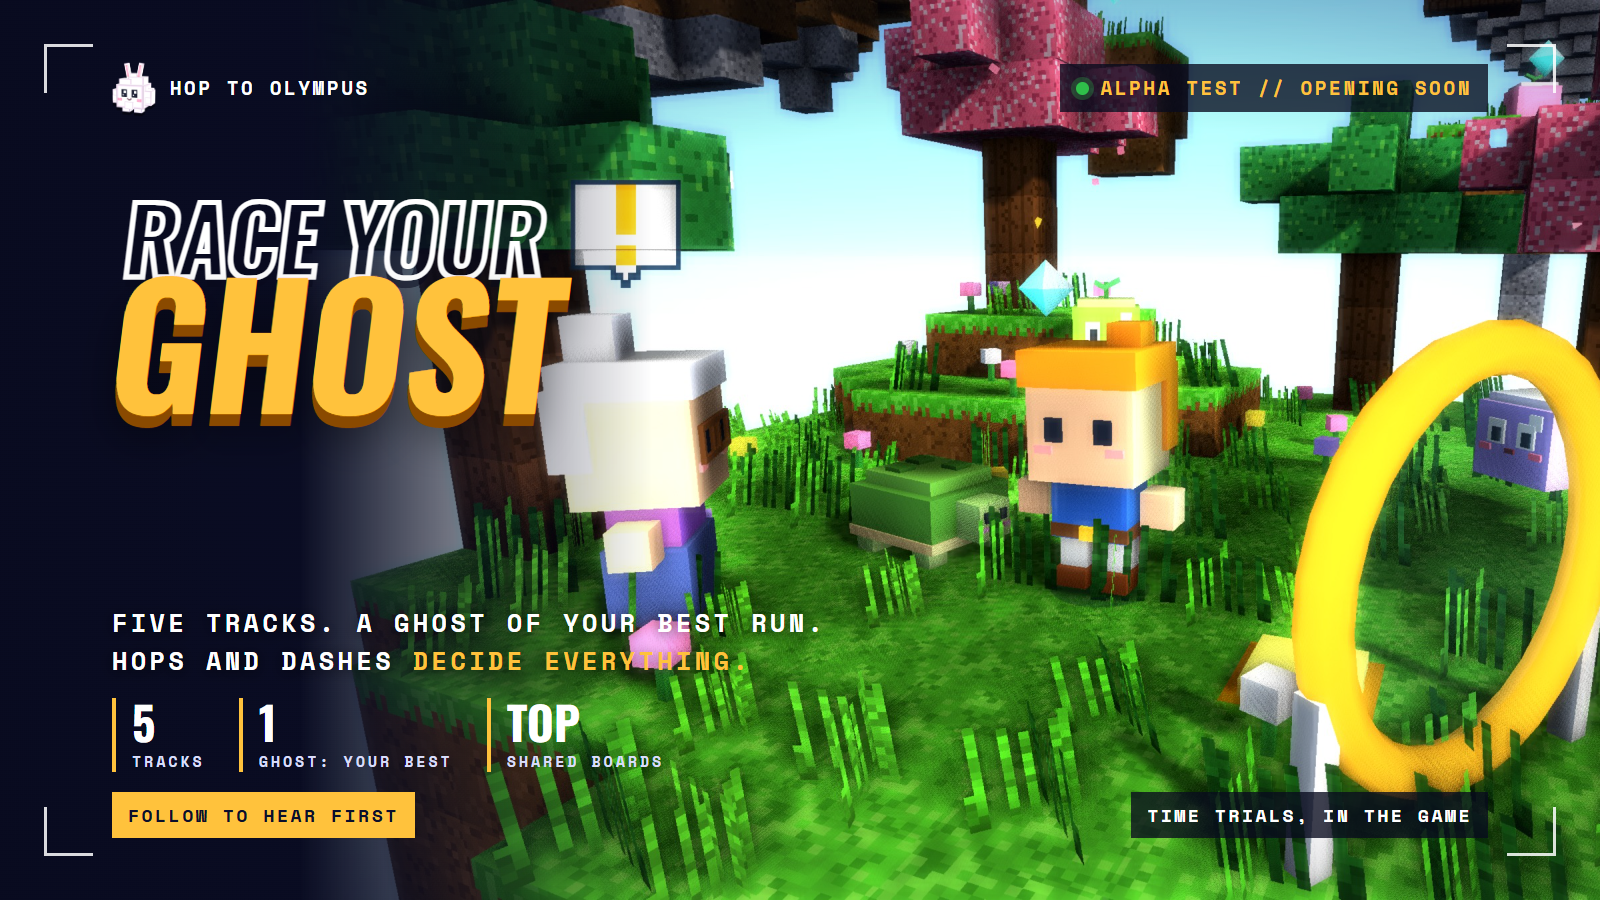 HOP TO OLYMPUS
ALPHA TEST // OPENING SOON
RACE YOUR
GHOST
FIVE TRACKS. A GHOST OF YOUR BEST RUN.
HOPS AND DASHES DECIDE EVERYTHING.
5
TRACKS
1
GHOST: YOUR BEST
TOP
SHARED BOARDS
FOLLOW TO HEAR FIRST
TIME TRIALS, IN THE GAME